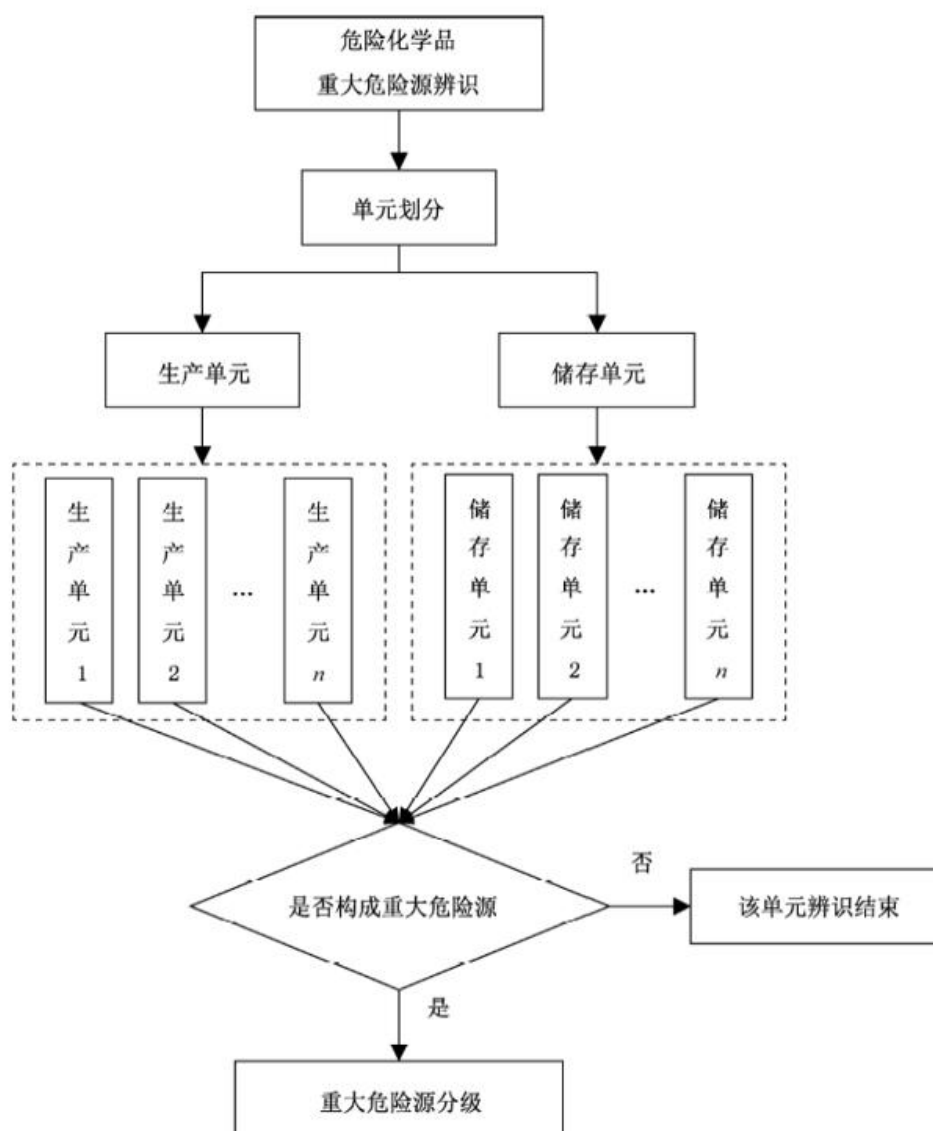 危险化学品
重大危险源辨识
单元划分
生产单元
储存单元
生产单元1
生产单元2
...
生产单元n
储存单元1
储存单元2
...
储存单元n
是否构成重大危险源
否
该单元辨识结束
是
重大危险源分级